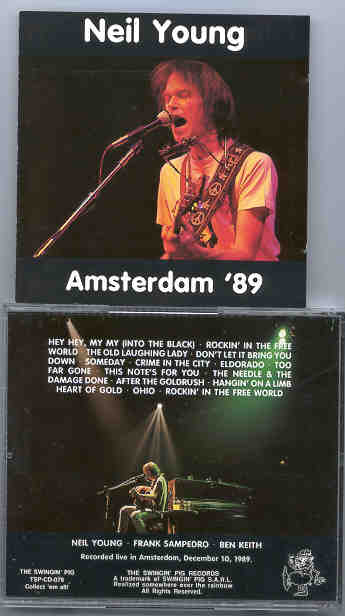 Neil Young
Amsterdam '89
HEY HEY, MY MY (INTO THE BLACK) · ROCKIN' IN THE FREE
WORLD · THE OLD LAUGHING LADY · DON'T LET IT BRING YOU
DOWN · SOMEDAY · CRIME IN THE CITY · ELDORADO · TOO
FAR GONE · THIS NOTE'S FOR YOU · THE NEEDLE & THE
DAMAGE DONE · AFTER THE GOLDRUSH · HANGIN' ON A LIMB
HEART OF GOLD · OHIO · ROCKIN' IN THE FREE WORLD
NEIL YOUNG · FRANK SAMPEDRO · BEN KEITH
Recorded live in Amsterdam, December 10, 1989.
THE SWINGIN' PIG
TSP-CD-079
Collect 'em all!
THE SWINGIN' PIG RECORDS
A trademark of SWINGIN' PIG S.A.R.L.
Realized somewhere over the rainbow
All Rights Reserved.